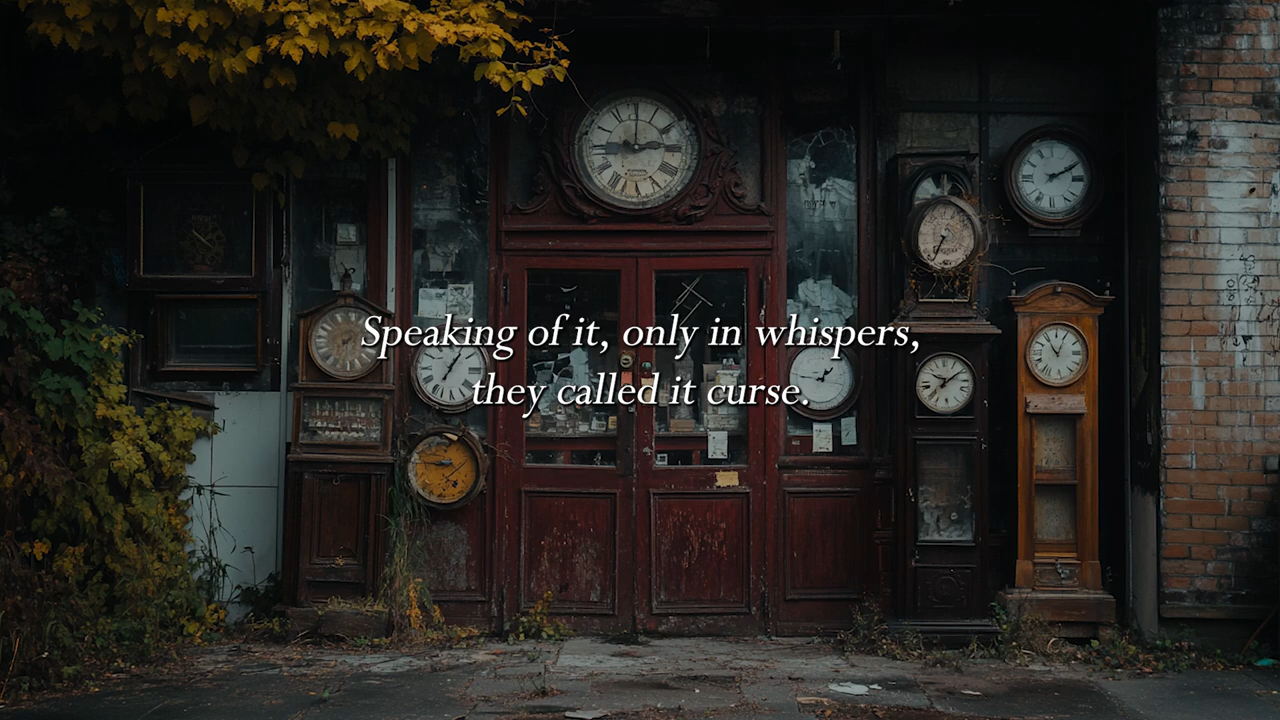 Speaking of it, only in whispers,
they called it curse.